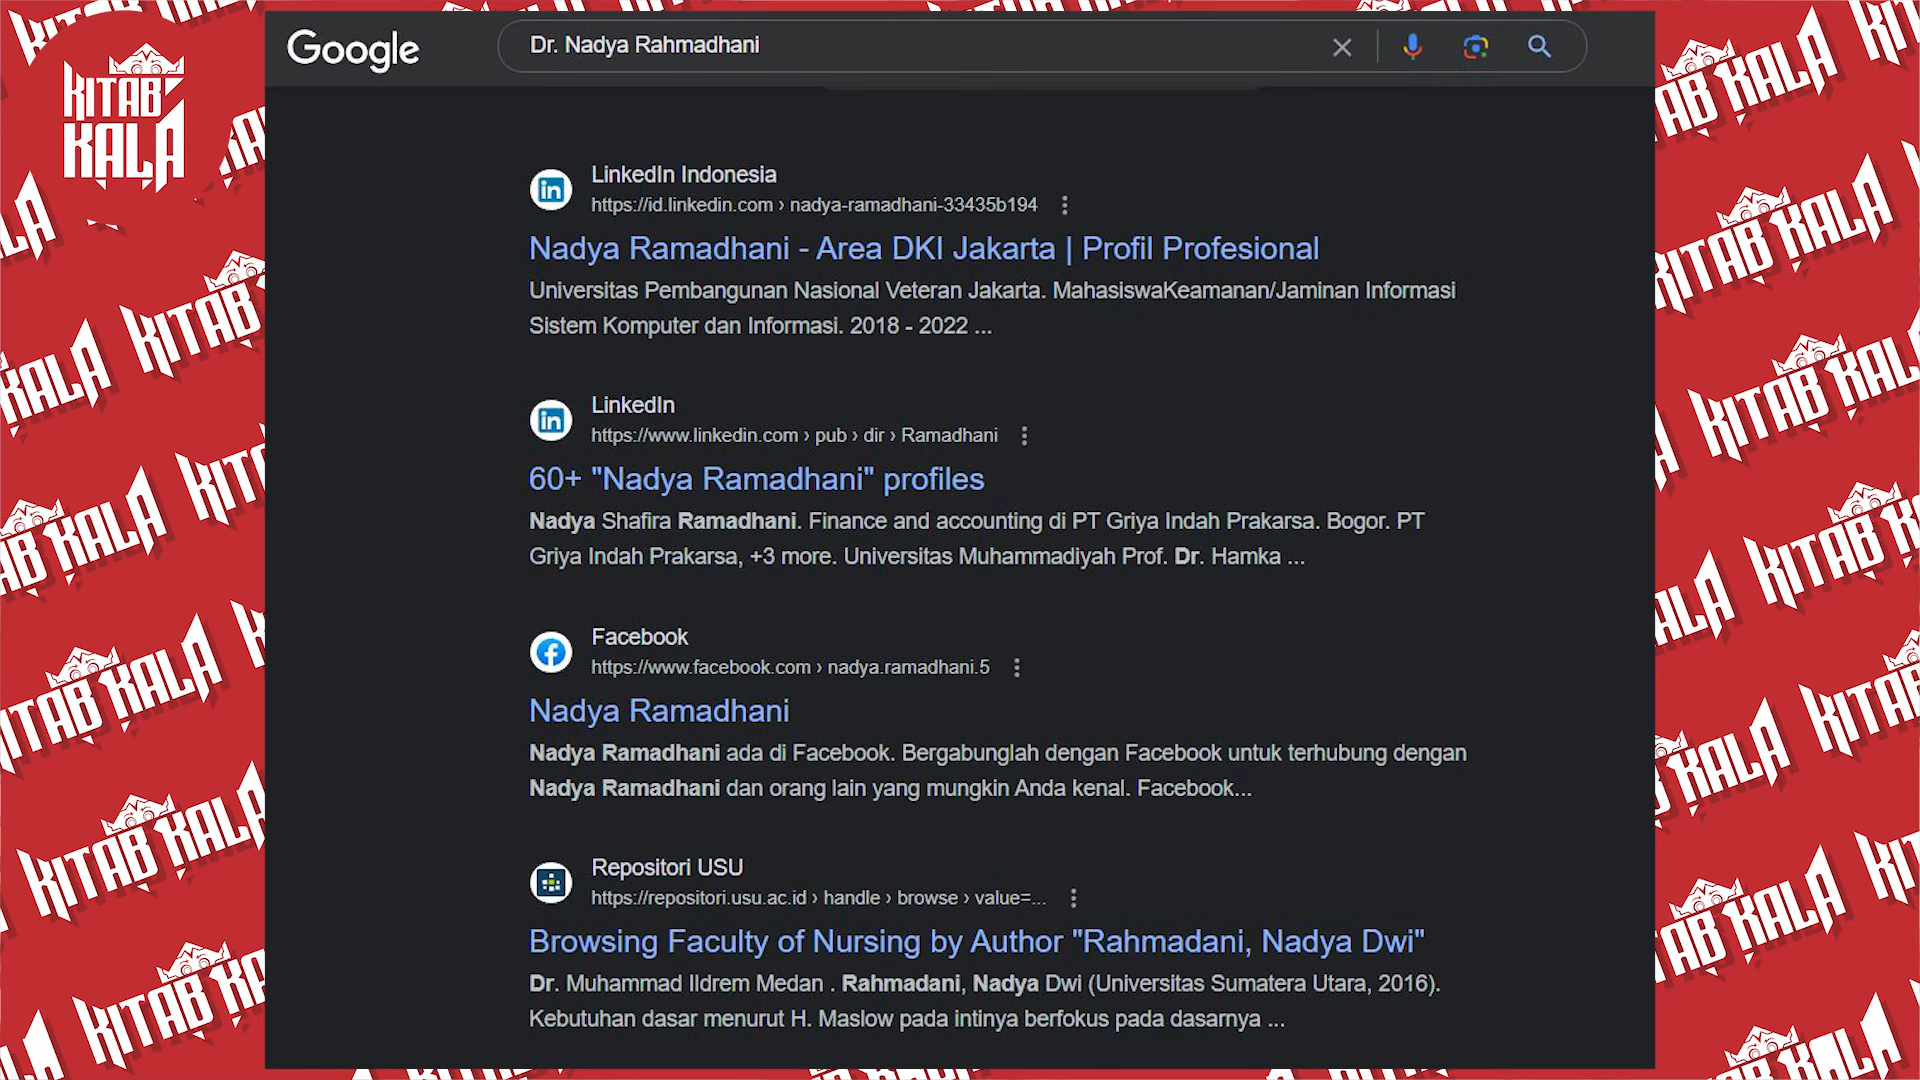 KITAB
KALA
Google
Dr. Nadya Rahmadhani
LinkedIn Indonesia
https://id.linkedin.com › nadya-ramadhani-33435b194
Nadya Ramadhani - Area DKI Jakarta | Profil Profesional
Universitas Pembangunan Nasional Veteran Jakarta. MahasiswaKeamanan/Jaminan Informasi
Sistem Komputer dan Informasi. 2018 - 2022 ...
LinkedIn
https://www.linkedin.com › pub › dir › Ramadhani
60+ "Nadya Ramadhani" profiles
Nadya Shafira Ramadhani. Finance and accounting di PT Griya Indah Prakarsa. Bogor. PT
Griya Indah Prakarsa, +3 more. Universitas Muhammadiyah Prof. Dr. Hamka ...
Facebook
https://www.facebook.com › nadya.ramadhani.5
Nadya Ramadhani
Nadya Ramadhani ada di Facebook. Bergabunglah dengan Facebook untuk terhubung dengan
Nadya Ramadhani dan orang lain yang mungkin Anda kenal. Facebook...
Repositori USU
https://repositori.usu.ac.id › handle › browse › value=...
Browsing Faculty of Nursing by Author "Rahmadani, Nadya Dwi"
Dr. Muhammad Ildrem Medan . Rahmadani, Nadya Dwi (Universitas Sumatera Utara, 2016).
Kebutuhan dasar menurut H. Maslow pada intinya berfokus pada dasarnya ...